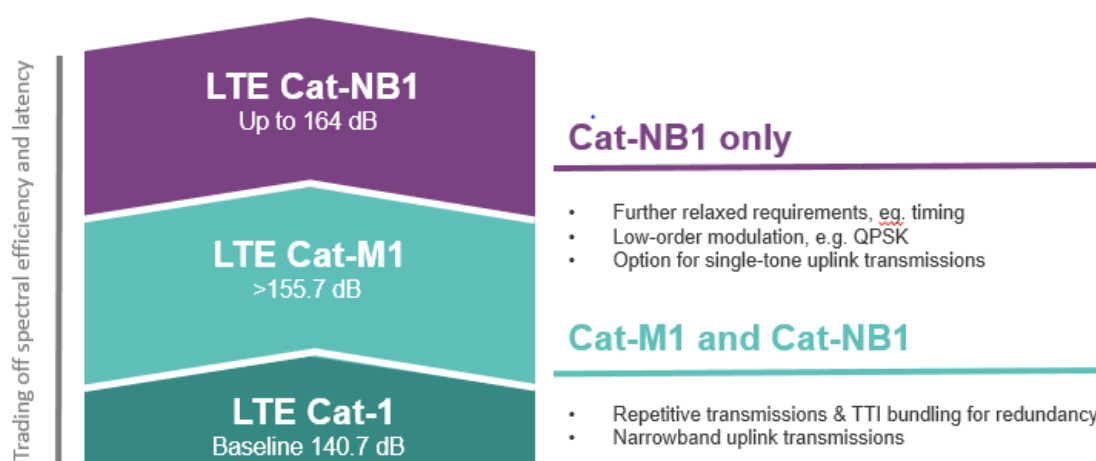 Trading off spectral efficiency and latency
LTE Cat-NB1
Up to 164 dB
LTE Cat-M1
>155.7 dB
LTE Cat-1
Baseline 140.7 dB
Cat-NB1 only
• Further relaxed requirements, eg. timing
• Low-order modulation, e.g. QPSK
• Option for single-tone uplink transmissions
Cat-M1 and Cat-NB1
• Repetitive transmissions & TTI bundling for redundancy
• Narrowband uplink transmissions